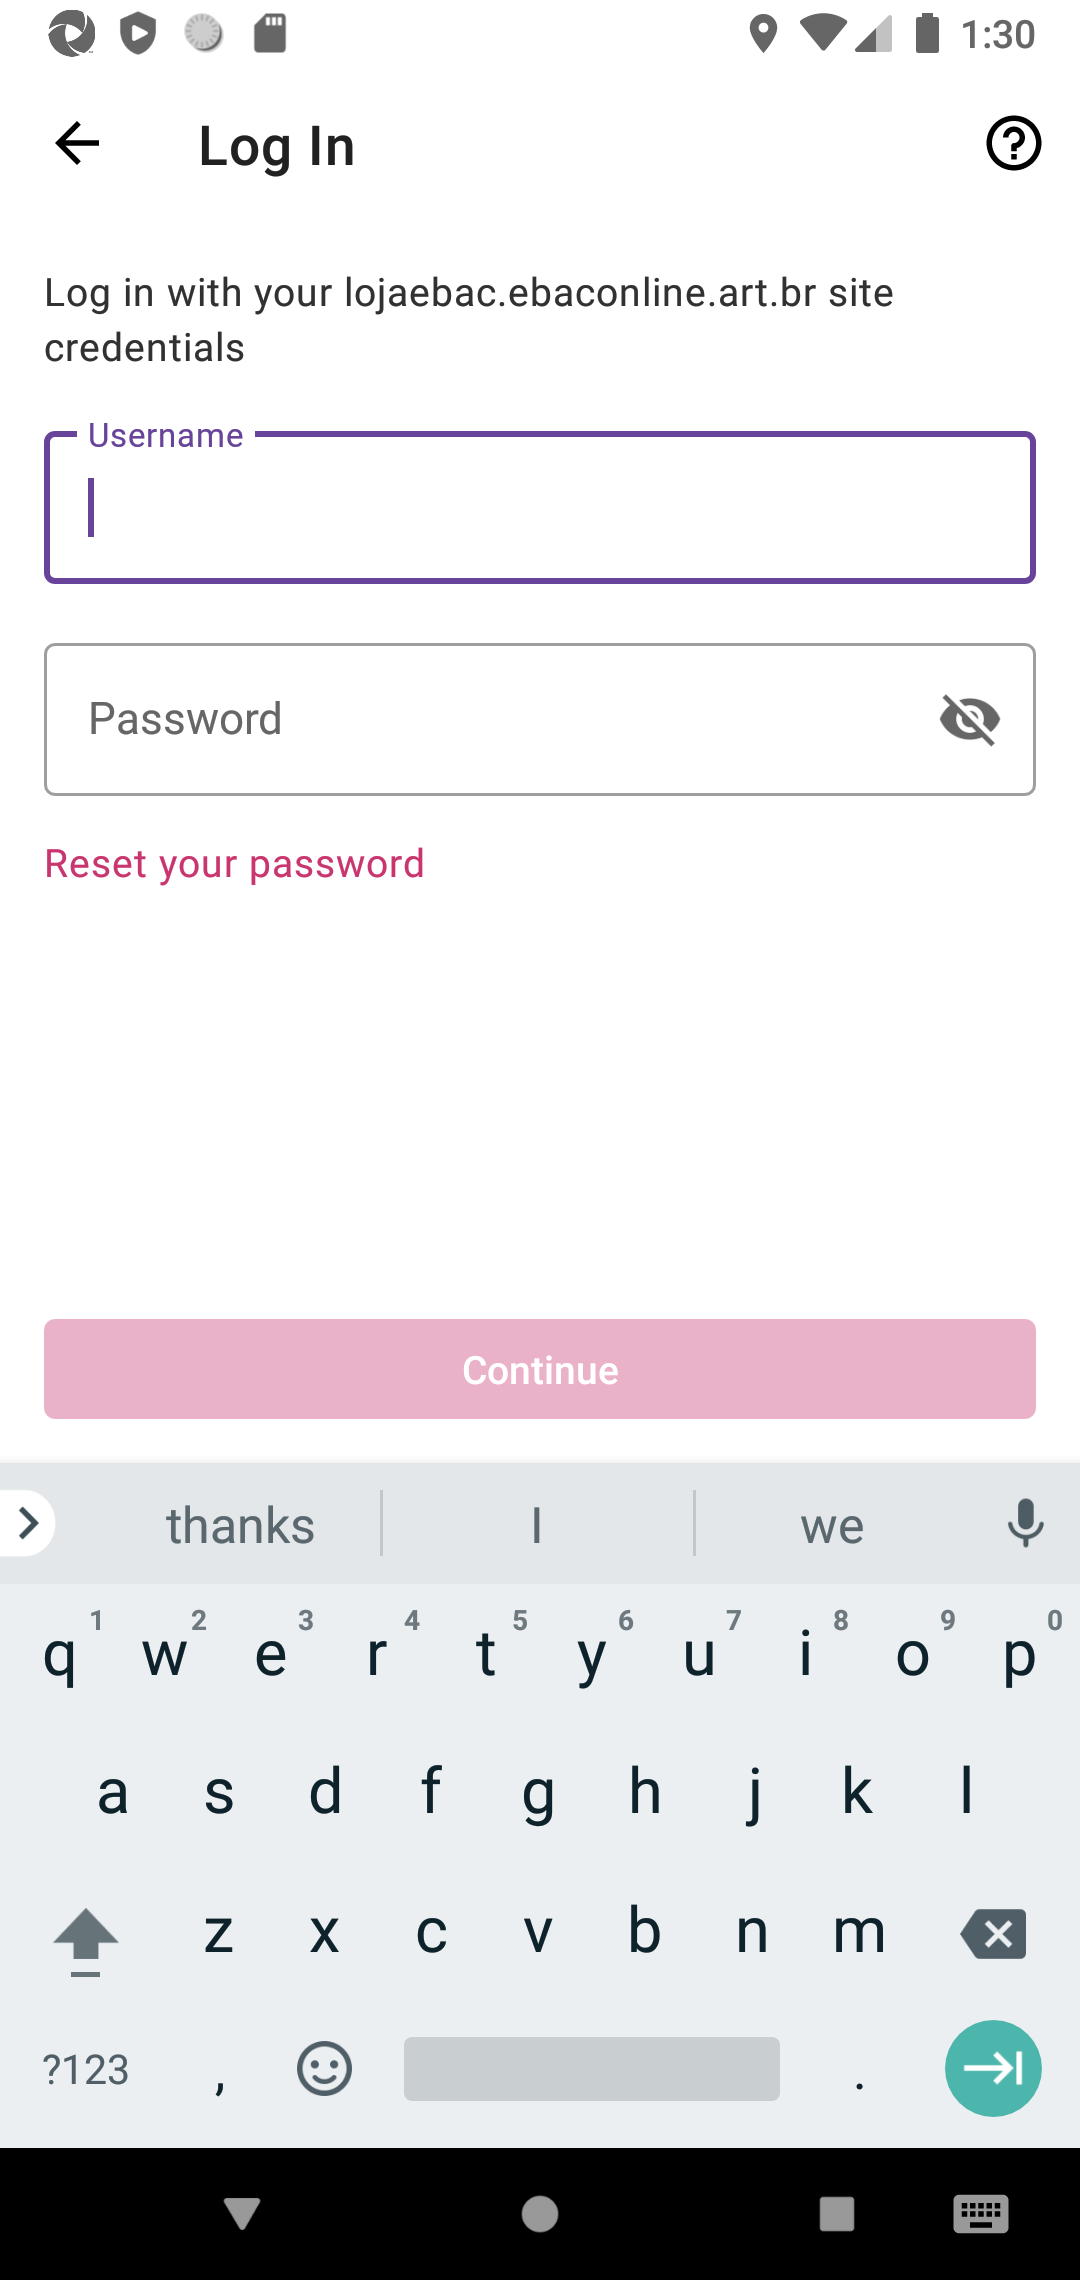 1:30
Log In
Log in with your lojaebac.ebaconline.art.br site
credentials
Username
Password
Reset your password
Continue
thanks I we
1 2 3 4 5 6 7 8 9 0
q w e r t y u i o p
a s d f g h j k l
z x c v b n m
?123 , .